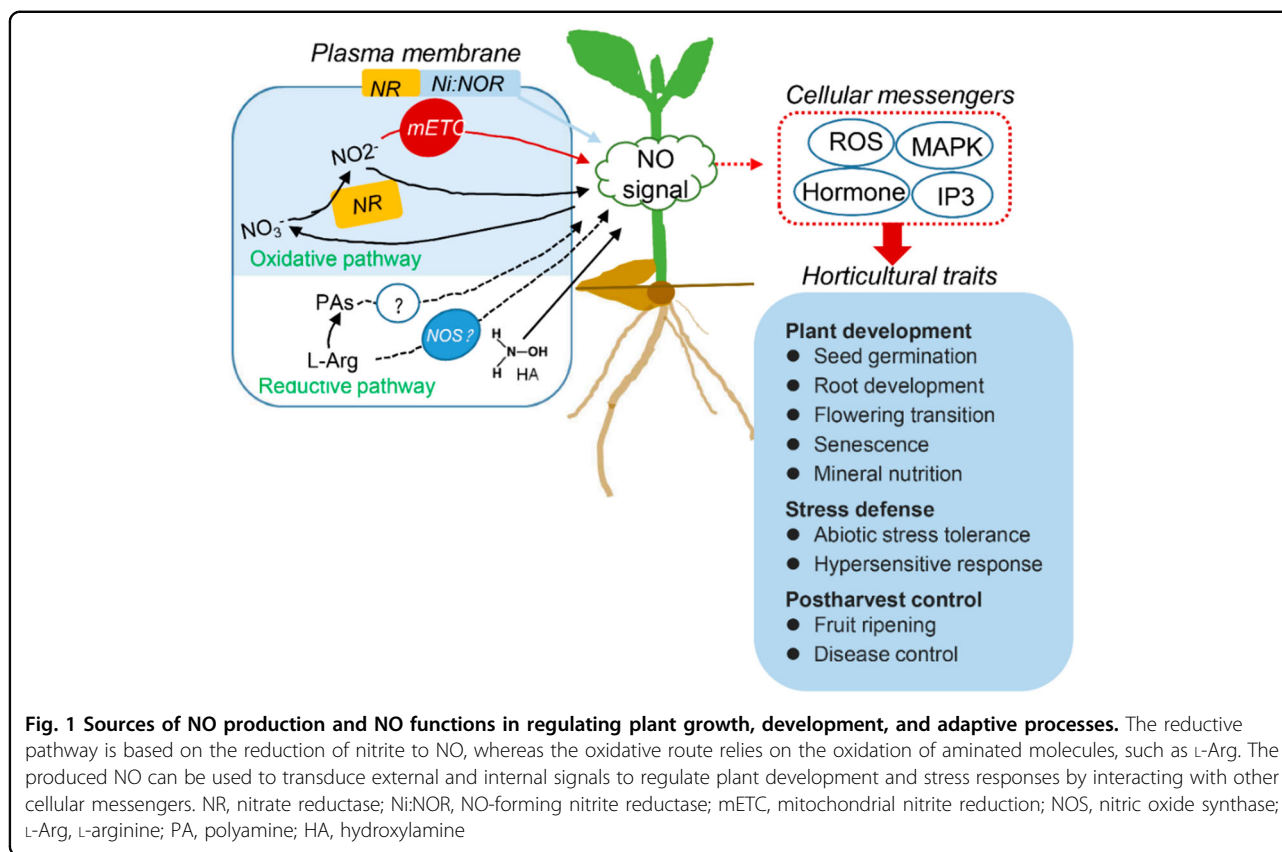 Plasma membrane
NR
Ni:NOR
mETC
NO2-
NR
NO3-
Oxidative pathway
PAs
?
NOS?
L-Arg
H
N-OH
H
HA
Reductive pathway
NO
signal
Cellular messengers
ROS
MAPK
Hormone
IP3
Horticultural traits
Plant development
● Seed germination
● Root development
● Flowering transition
● Senescence
● Mineral nutrition
Stress defense
● Abiotic stress tolerance
● Hypersensitive response
Postharvest control
● Fruit ripening
● Disease control
Fig. 1 Sources of NO production and NO functions in regulating plant growth, development, and adaptive processes. The reductive
pathway is based on the reduction of nitrite to NO, whereas the oxidative route relies on the oxidation of aminated molecules, such as L-Arg. The
produced NO can be used to transduce external and internal signals to regulate plant development and stress responses by interacting with other
cellular messengers. NR, nitrate reductase; Ni:NOR, NO-forming nitrite reductase; mETC, mitochondrial nitrite reduction; NOS, nitric oxide synthase;
L-Arg, L-arginine; PA, polyamine; HA, hydroxylamine